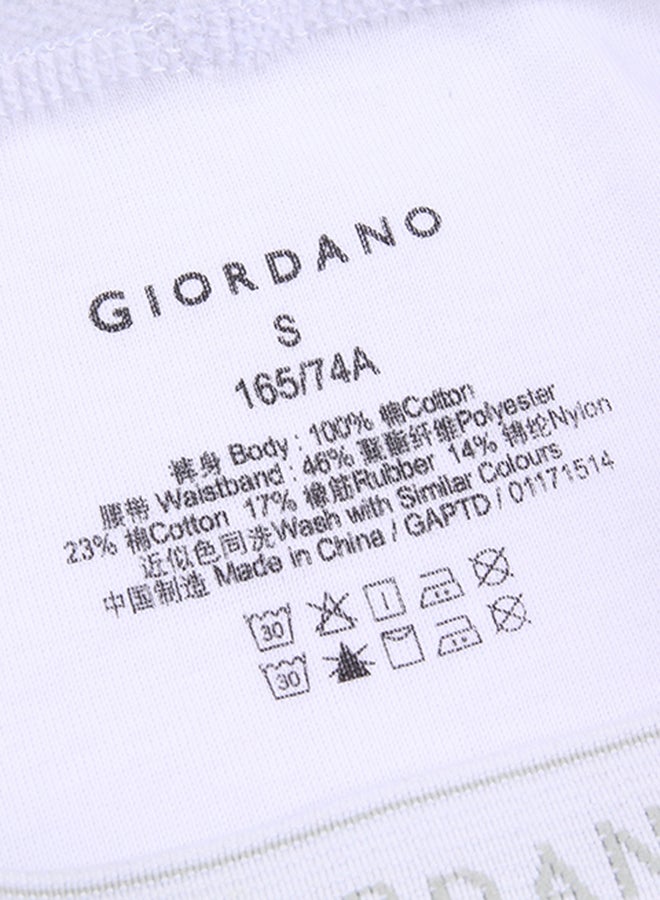 GIORDANO
S
165/74A
裤身 Body : 100% 棉Cotton
腰带 Waistband : 46% 聚酯纤维Polyester
23% 棉Cotton 17% 橡筋Rubber 14% 锦纶Nylon
近似色同洗Wash with Similar Colours
中国制造 Made in China / GAPTD / 01171514
30
30
RDAN